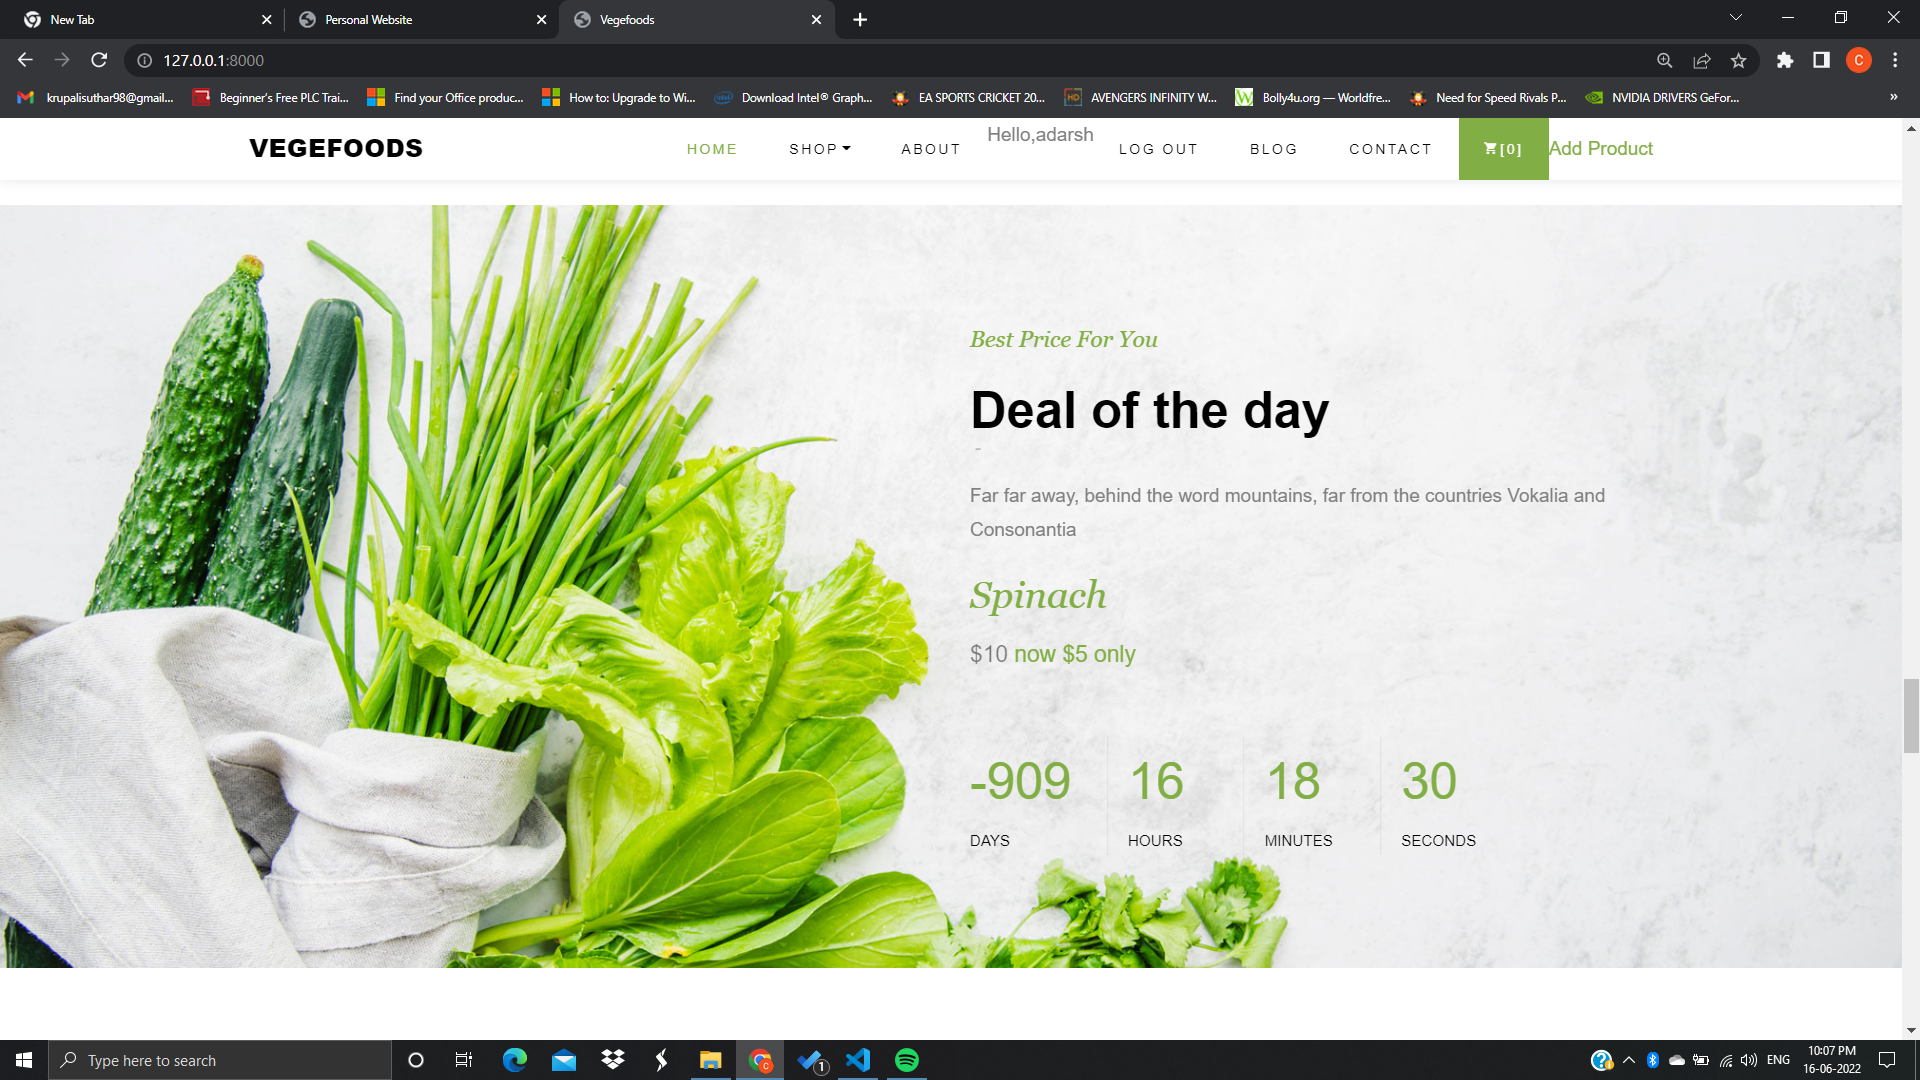 New Tab
Personal Website
Vegefoods
127.0.0.1:8000
C
krupalisuthar98@gmail...
Beginner's Free PLC Trai...
Find your Office produc...
How to: Upgrade to Wi...
Download Intel® Graph...
EA SPORTS CRICKET 20...
AVENGERS INFINITY W...
Bolly4u.org — Worldfre...
Need for Speed Rivals P...
NVIDIA DRIVERS GeFor...
»
VEGEFOODS
HOME
SHOP
ABOUT
Hello,adarsh
LOG OUT
BLOG
CONTACT
[0]
Add Product
Best Price For You
Deal of the day
Far far away, behind the word mountains, far from the countries Vokalia and
Consonantia
Spinach
$10 now $5 only
-909 16 18 30
DAYS HOURS MINUTES SECONDS
Type here to search
1
ENG
10:07 PM
16-06-2022